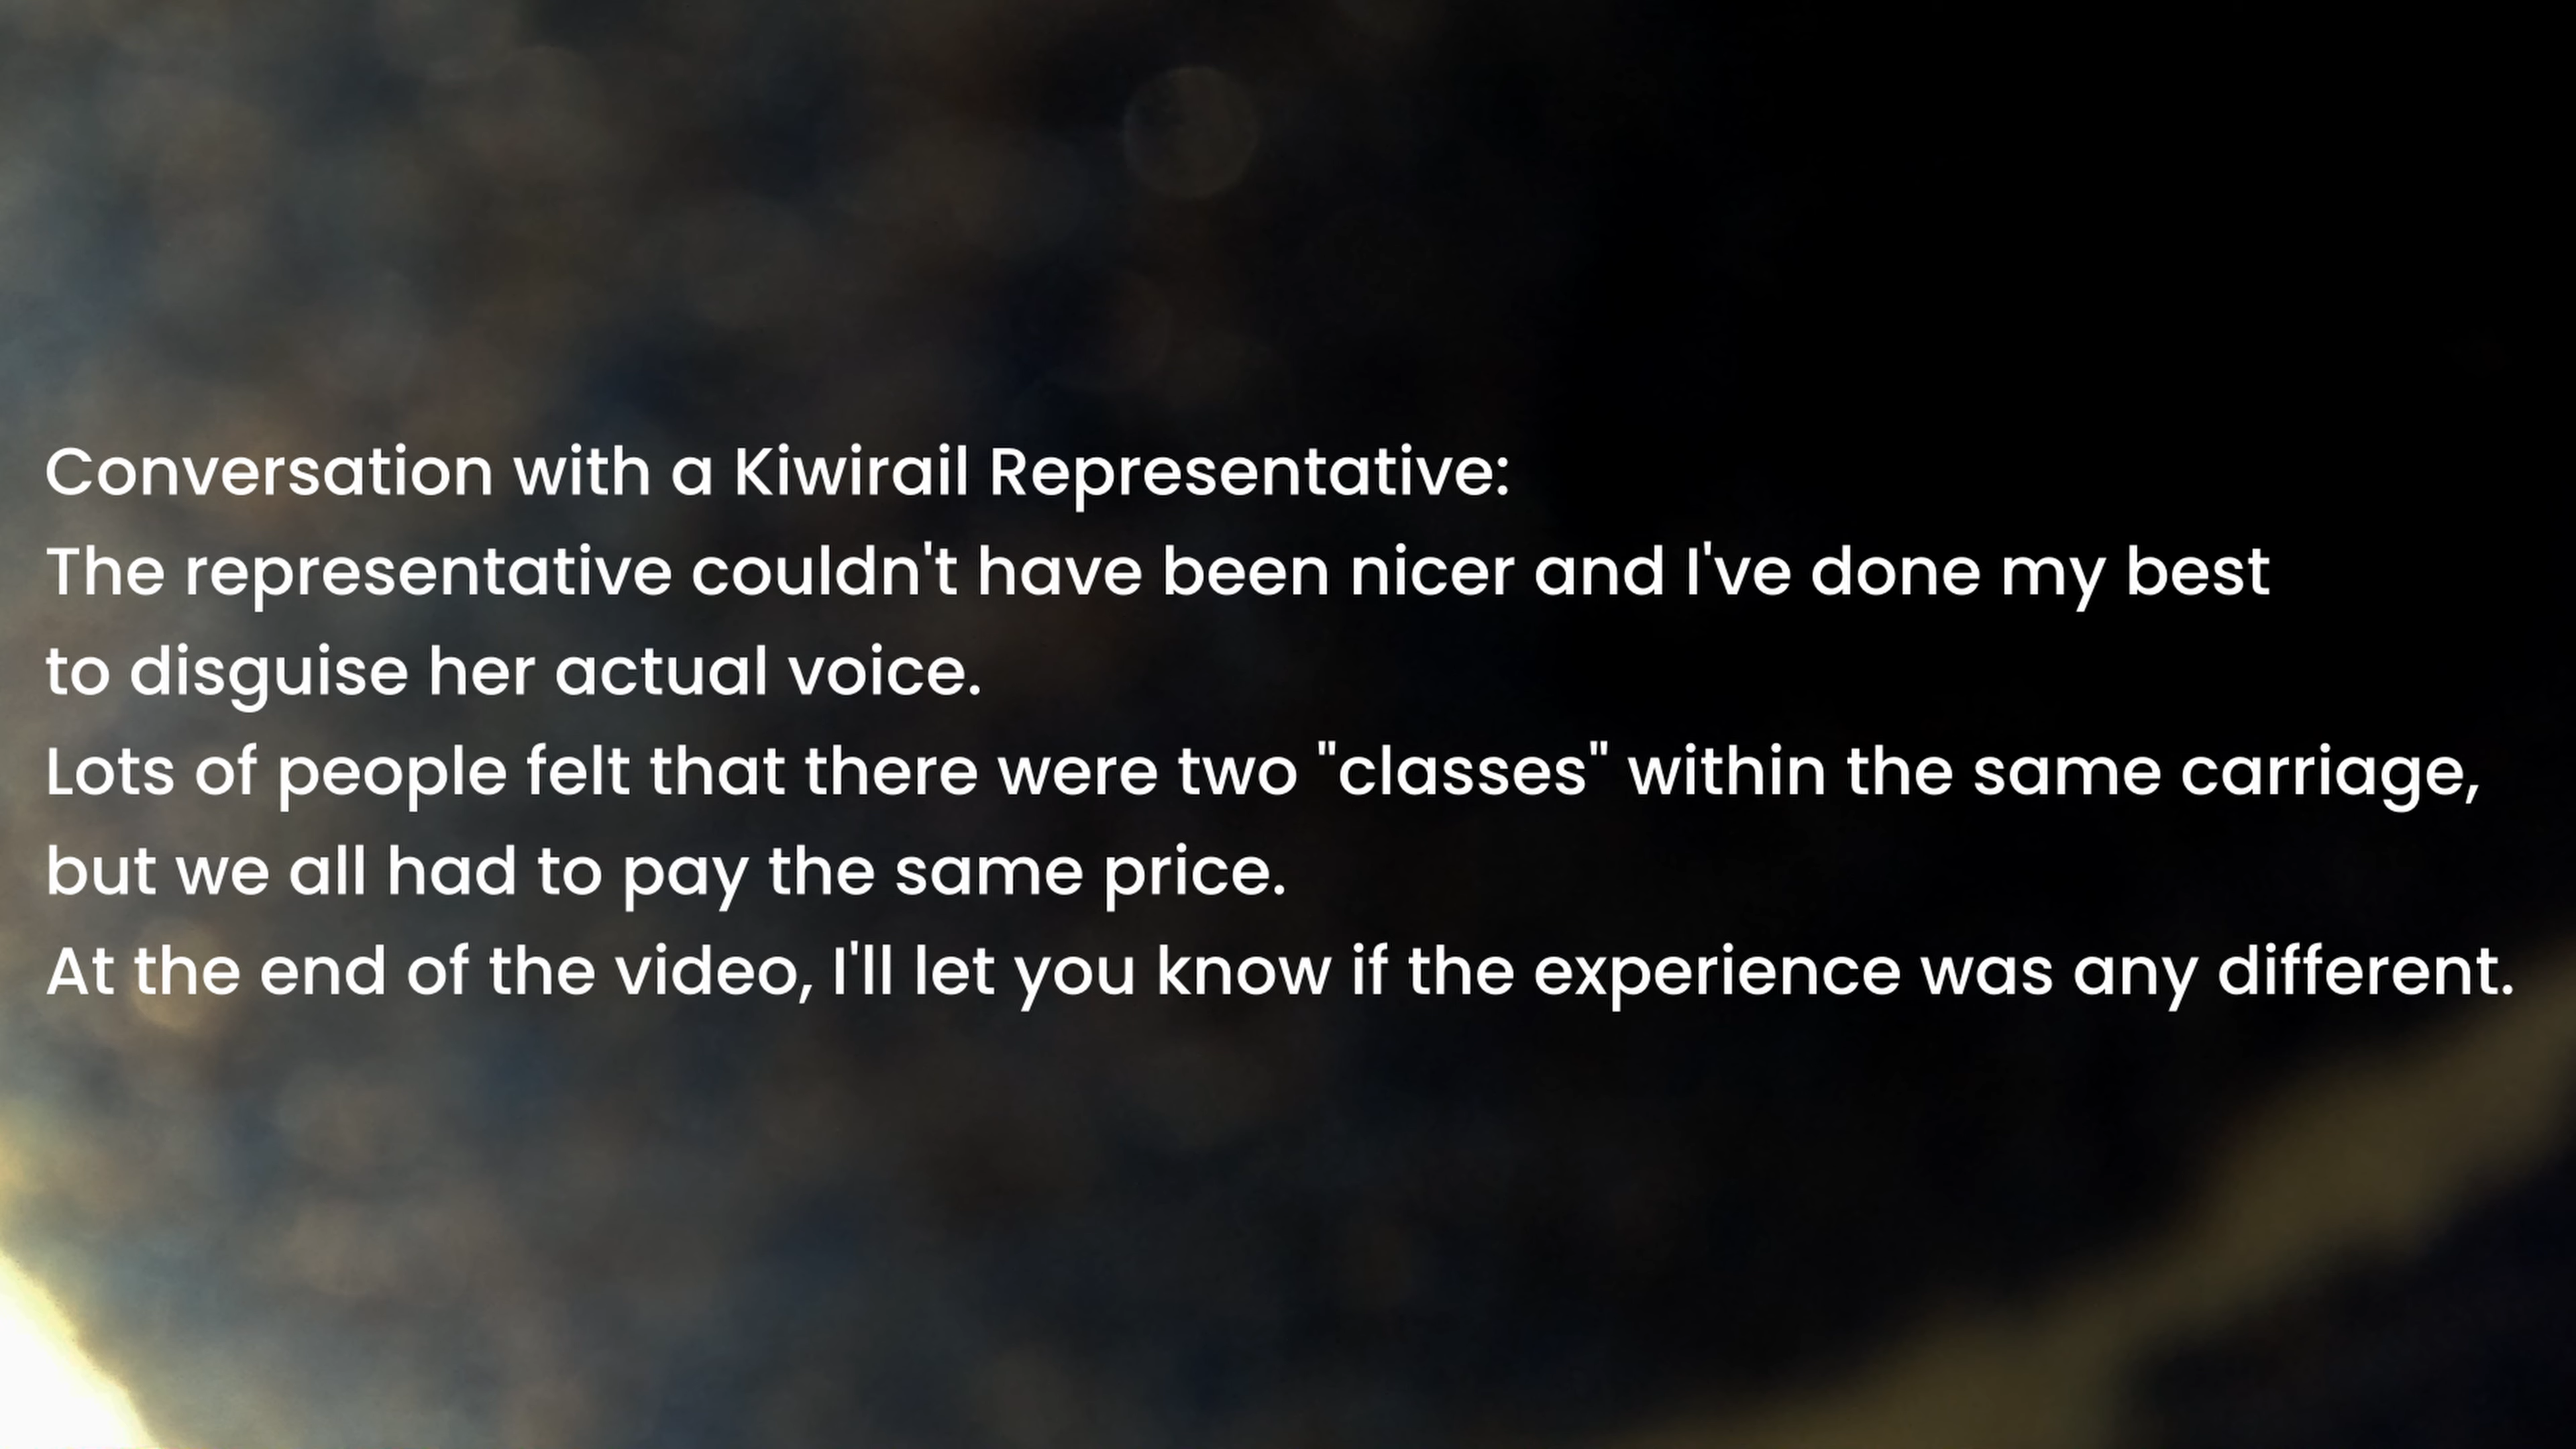 Conversation with a Kiwirail Representative:
The representative couldn't have been nicer and I've done my best
to disguise her actual voice.
Lots of people felt that there were two "classes" within the same carriage,
but we all had to pay the same price.
At the end of the video, I'll let you know if the experience was any different.